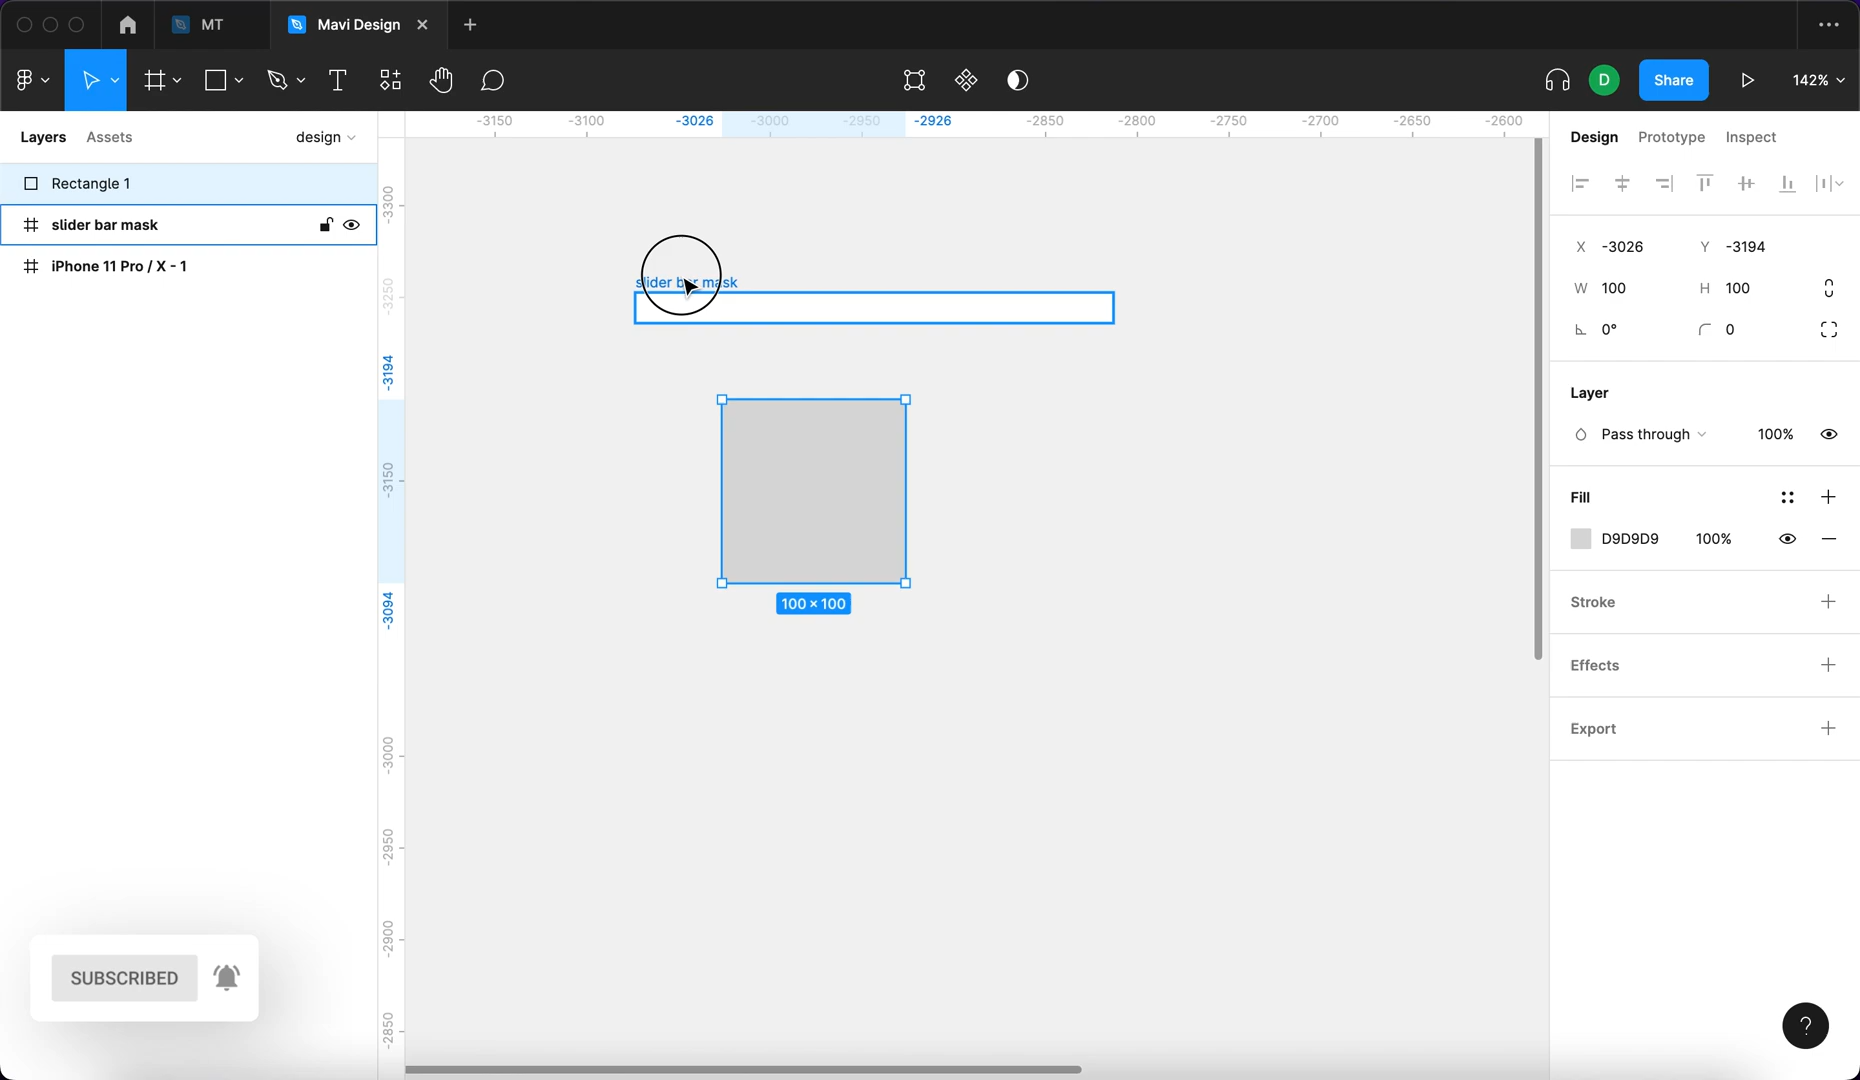 MT
Mavi Design
Share
142%
Layers
Assets
design
Rectangle 1
slider bar mask
iPhone 11 Pro / X - 1
-3150
-3100
-3026
-3000
-2950
-2926
-2850
-2800
-2750
-2700
-2650
-2600
-3300
-3250
-3194
-3150
-3094
-3000
-2950
-2900
-2850
slider bar mask
100 × 100
Design
Prototype
Inspect
X -3026
Y -3194
W 100
H 100
0°
0
Layer
Pass through
100%
Fill
D9D9D9
100%
Stroke
Effects
Export
SUBSCRIBED
D
?